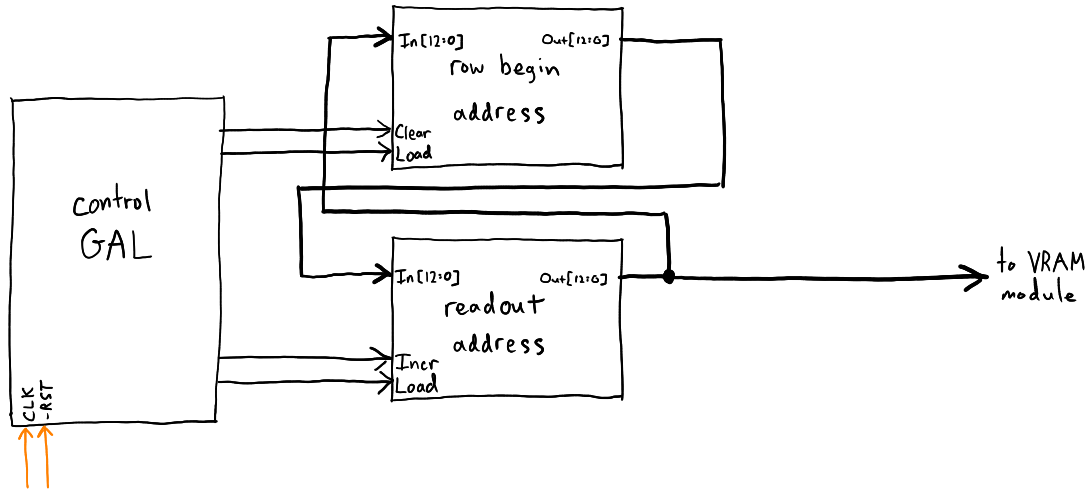 In[12:0] Out[12:0]
row begin
address
Clear
Load
control
GAL
CLK
-RST
In[12:0] Out[12:0]
readout
address
Incr
Load
to VRAM
module